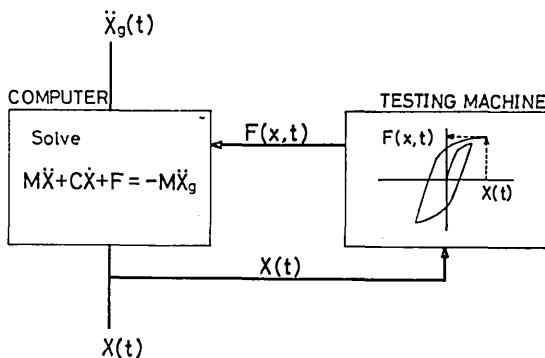 Ẍg(t)
COMPUTER
Solve
MẌ+CẊ+F=-MẌg
F(x,t)
TESTING MACHINE
F(x,t)
X(t)
X(t)
X(t)